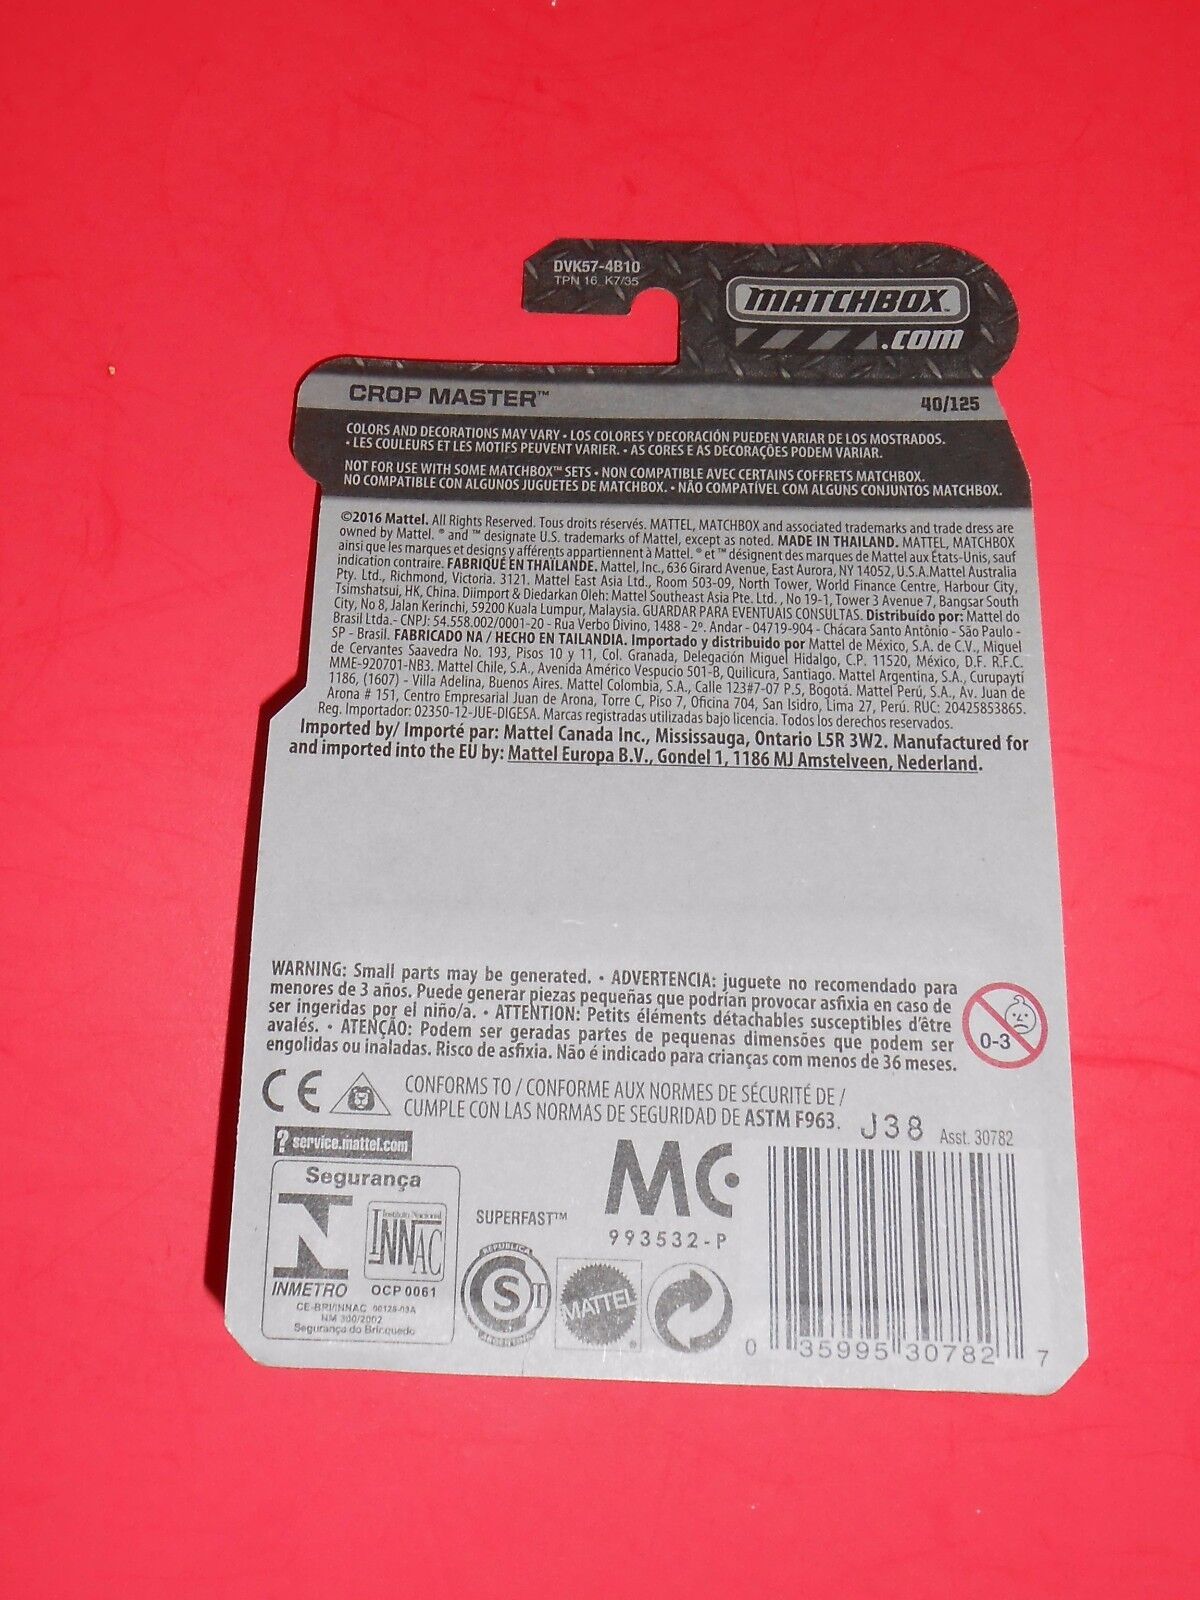 DVK57-4B10
TPN 16 K7/35
MATCHBOX™
.com
CROP MASTER™
40/125
COLORS AND DECORATIONS MAY VARY • LOS COLORES Y DECORACIÓN PUEDEN VARIAR DE LOS MOSTRADOS.
• LES COULEURS ET LES MOTIFS PEUVENT VARIER. • AS CORES E AS DECORAÇÕES PODEM VARIAR.
NOT FOR USE WITH SOME MATCHBOX™ SETS • NON COMPATIBLE AVEC CERTAINS COFFRETS MATCHBOX.
NO COMPATIBLE CON ALGUNOS JUGUETES DE MATCHBOX. • NÃO COMPATÍVEL COM ALGUNS CONJUNTOS MATCHBOX.
©2016 Mattel. All Rights Reserved. Tous droits réservés. MATTEL, MATCHBOX and associated trademarks and trade dress are
owned by Mattel. ® and ™ designate U.S. trademarks of Mattel, except as noted. MADE IN THAILAND. MATTEL, MATCHBOX
ainsi que les marques et designs y afférents appartiennent à Mattel. ® et ™ désignent des marques de Mattel aux États-Unis, sauf
indication contraire. FABRIQUÉ EN THAÏLANDE. Mattel, Inc., 636 Girard Avenue, East Aurora, NY 14052, U.S.A.Mattel Australia
Pty. Ltd., Richmond, Victoria. 3121. Mattel East Asia Ltd., Room 503-09, North Tower, World Finance Centre, Harbour City,
Tsimshatsui, HK, China. Diimport & Diedarkan Oleh: Mattel Southeast Asia Pte. Ltd., No 19-1, Tower 3 Avenue 7, Bangsar South
City, No 8, Jalan Kerinchi, 59200 Kuala Lumpur, Malaysia. GUARDAR PARA EVENTUAIS CONSULTAS. Distribuído por: Mattel do
Brasil Ltda.- CNPJ: 54.558.002/0001-20 - Rua Verbo Divino, 1488 - 2º. Andar - 04719-904 - Chácara Santo Antônio - São Paulo -
SP - Brasil. FABRICADO NA / HECHO EN TAILANDIA. Importado y distribuido por Mattel de México, S.A. de C.V., Miguel
de Cervantes Saavedra No. 193, Pisos 10 y 11, Col. Granada, Delegación Miguel Hidalgo, C.P. 11520, México, D.F. R.F.C.
MME-920701-NB3. Mattel Chile, S.A., Avenida Américo Vespucio 501-B, Quilicura, Santiago. Mattel Argentina, S.A., Curupaytí
1186, (1607) - Villa Adelina, Buenos Aires. Mattel Colombia, S.A., Calle 123#7-07 P.5, Bogotá. Mattel Perú, S.A., Av. Juan de
Arona # 151, Centro Empresarial Juan de Arona, Torre C, Piso 7, Oficina 704, San Isidro, Lima 27, Perú. RUC: 20425853865.
Reg. Importador: 02350-12-JUE-DIGESA. Marcas registradas utilizadas bajo licencia. Todos los derechos reservados.
Imported by/ Importé par: Mattel Canada Inc., Mississauga, Ontario L5R 3W2. Manufactured for
and imported into the EU by: Mattel Europa B.V., Gondel 1, 1186 MJ Amstelveen, Nederland.
WARNING: Small parts may be generated. • ADVERTENCIA: juguete no recomendado para
menores de 3 años. Puede generar piezas pequeñas que podrían provocar asfixia en caso de
ser ingeridas por el niño/a. • ATTENTION: Petits éléments détachables susceptibles d'être
avalés. • ATENÇÃO: Podem ser geradas partes de pequenas dimensões que podem ser
engolidas ou inaladas. Risco de asfixia. Não é indicado para crianças com menos de 36 meses.
0-3
CE
CONFORMS TO / CONFORME AUX NORMES DE SÉCURITÉ DE /
CUMPLE CON LAS NORMAS DE SEGURIDAD DE ASTM F963.
J38
Asst. 30782
? service.mattel.com
Segurança
INMETRO
Instituto Nacional
INNAC
OCP 0061
CE-BRI/INNAC 00128-03A
NM 300/2002
Segurança do Brinquedo
SUPERFAST™
MC
993532-P
REPUBLICA
S
ARGENTINA
MATTEL
®
0 35995 30782 7